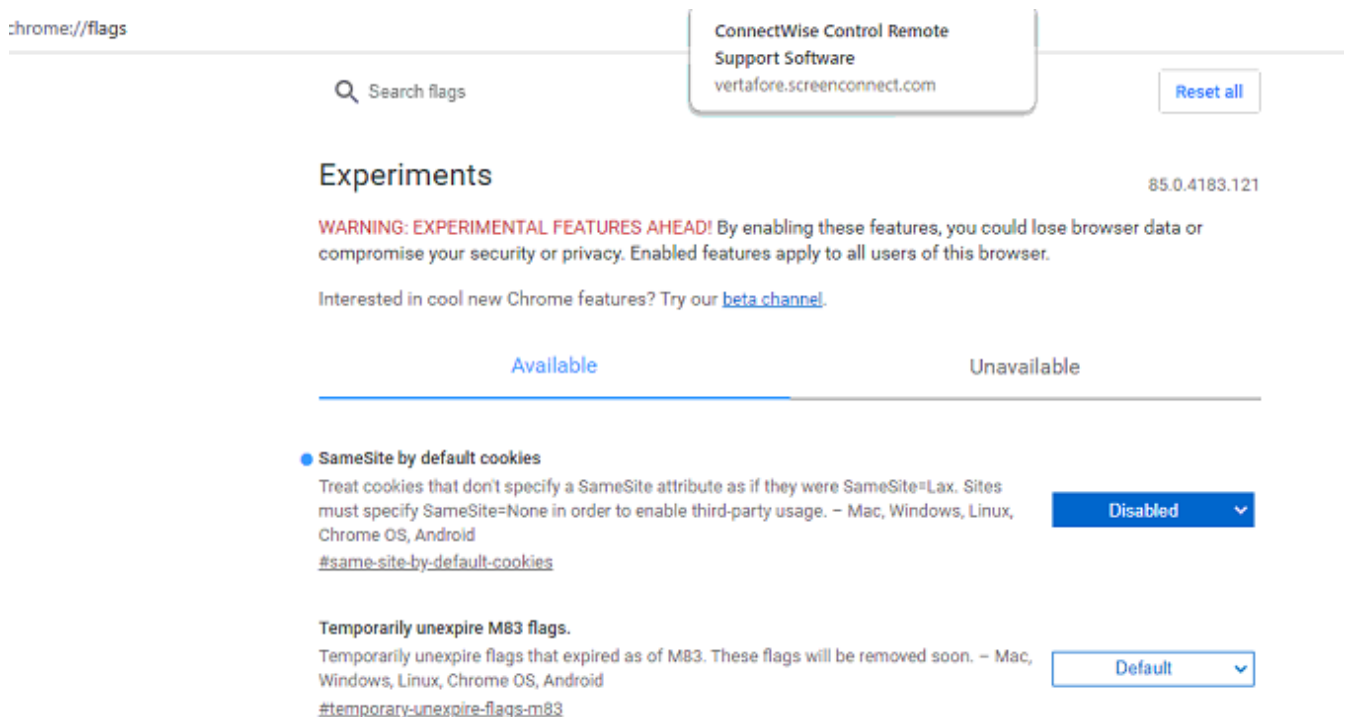 chrome://flags
ConnectWise Control Remote
Support Software
vertafore.screenconnect.com
Search flags
Reset all
Experiments
85.0.4183.121
WARNING: EXPERIMENTAL FEATURES AHEAD! By enabling these features, you could lose browser data or
compromise your security or privacy. Enabled features apply to all users of this browser.
Interested in cool new Chrome features? Try our beta channel.
Available
Unavailable
SameSite by default cookies
Treat cookies that don't specify a SameSite attribute as if they were SameSite=Lax. Sites
must specify SameSite=None in order to enable third-party usage. – Mac, Windows, Linux,
Chrome OS, Android
#same-site-by-default-cookies
Disabled
Temporarily unexpire M83 flags.
Temporarily unexpire flags that expired as of M83. These flags will be removed soon. – Mac,
Windows, Linux, Chrome OS, Android
#temporary-unexpire-flags-m83
Default